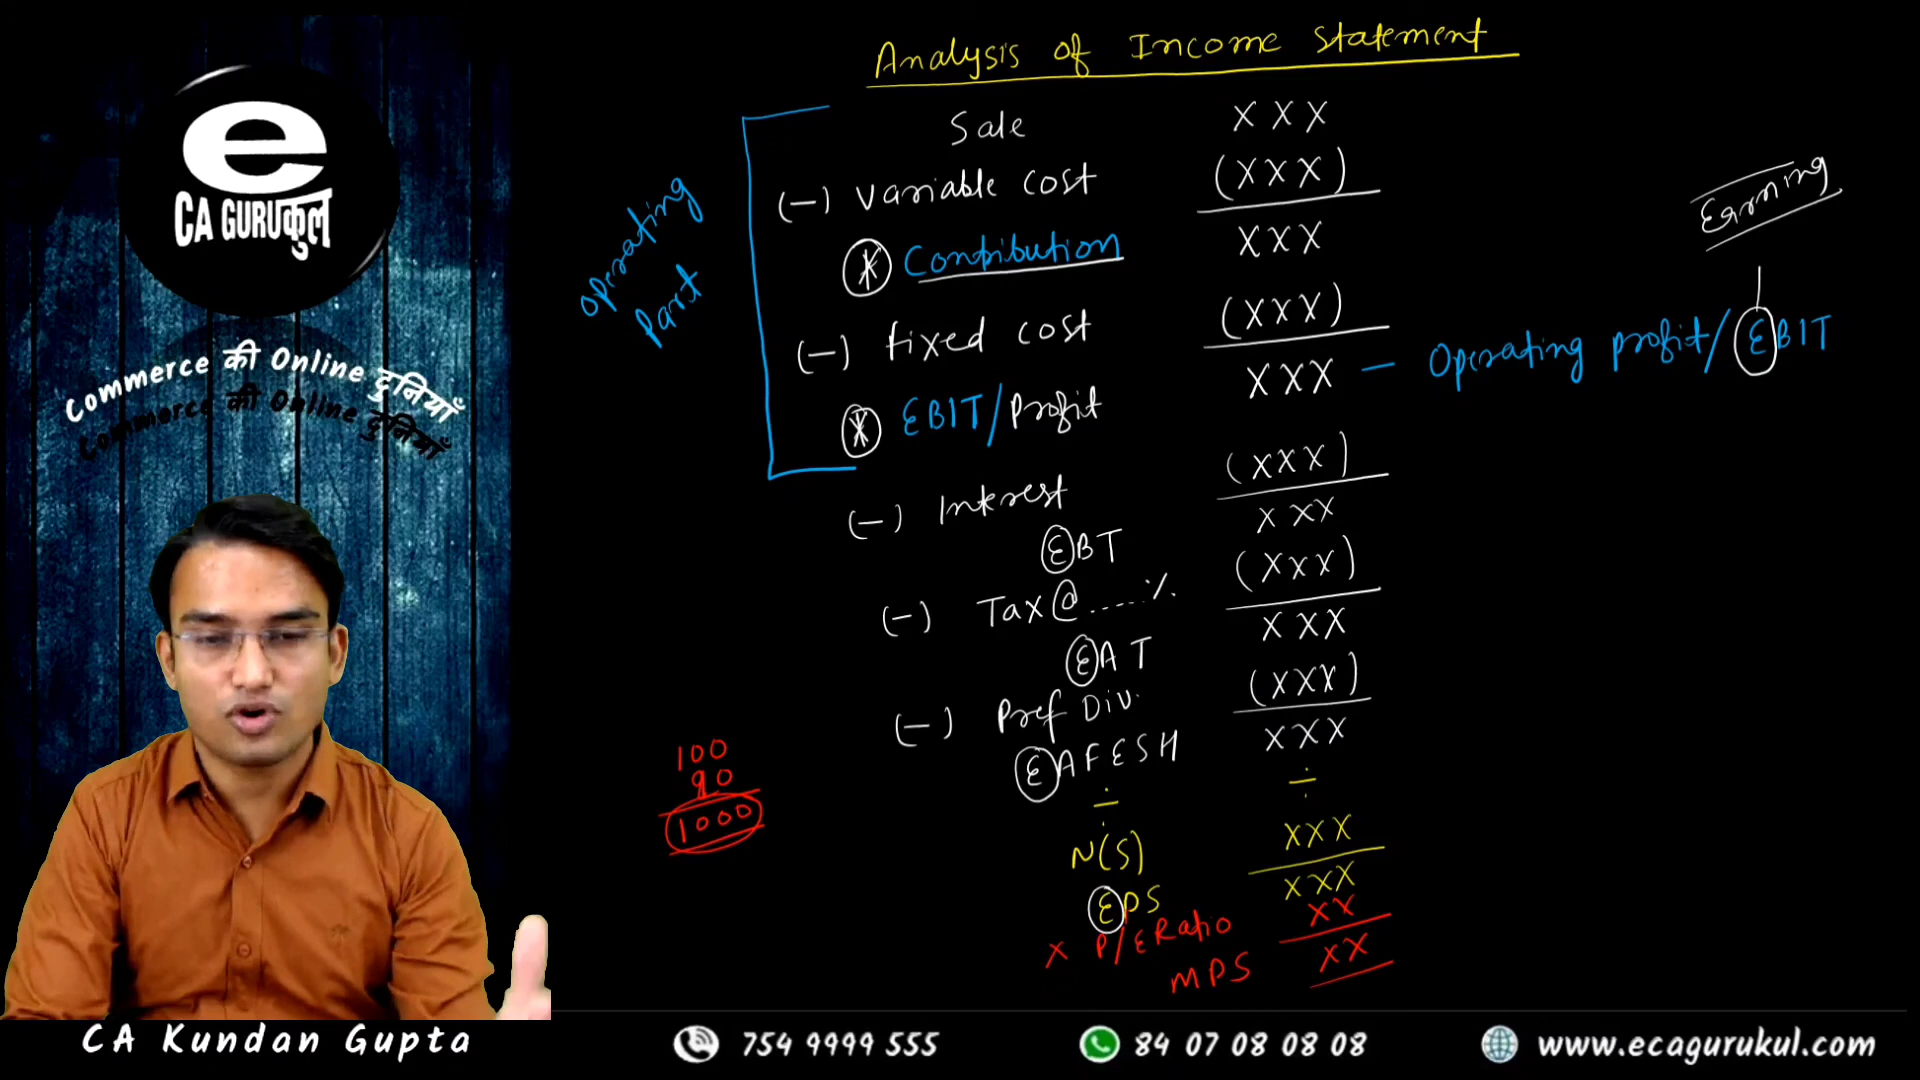 Analysis of Income Statement
Sale XXX
(-) Variable cost (XXX)
Contribution XXX
(-) fixed cost (XXX)
EBIT/Profit XXX - Operating profit/EBIT
Earning
Operating
Part
(-) Interest (XXX)
EBT XXX
(-) Tax@.....% (XXX)
EAT XXX
(-) Pref Div. (XXX)
EAFESH XXX
÷ ÷
N(S) XXX
EPS XXX
X P/E Ratio XX
MPS XX
100
90
1000
e
CA GURUकुल
Commerce की Online दुनियाँ
Commerce की Online दुनियाँ
CA Kundan Gupta 754 9999 555 84 07 08 08 08 www.ecagurukul.com